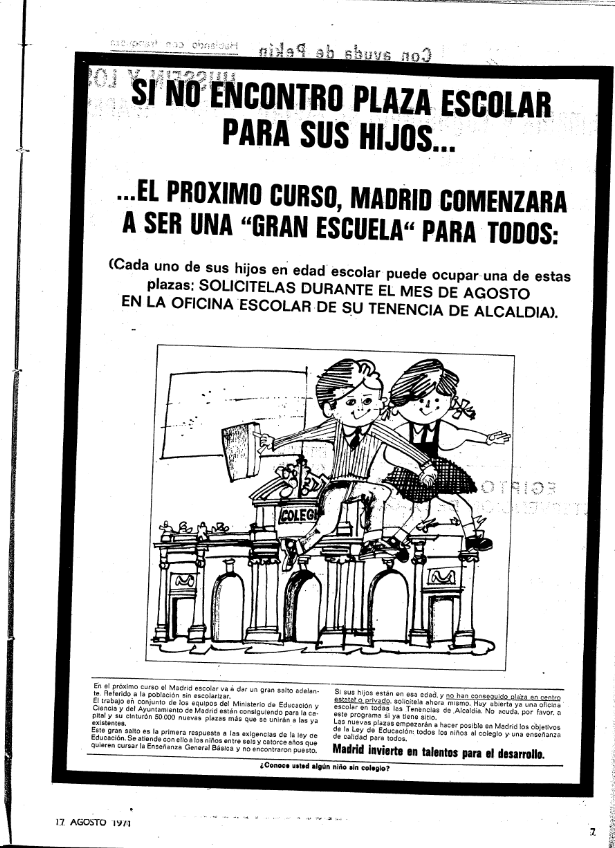 SI NO ENCONTRO PLAZA ESCOLAR
PARA SUS HIJOS...
...EL PROXIMO CURSO, MADRID COMENZARA
A SER UNA “GRAN ESCUELA“ PARA TODOS:
(Cada uno de sus hijos en edad escolar puede ocupar una de estas
plazas: SOLICITELAS DURANTE EL MES DE AGOSTO
EN LA OFICINA ESCOLAR DE SU TENENCIA DE ALCALDIA).
COLEGI
En el próximo curso el Madrid escolar va a dar un gran salto adelan-
te. Referido a la población sin escolarizar.
El trabajo en conjunto de los equipos del Ministerio de Educación y
Ciencia y del Ayuntamiento de Madrid están consiguiendo para la ca-
pital y su cinturón 50.000 nuevas plazas más que se unirán a las ya
existentes.
Este gran salto es la primera respuesta a las exigencias de la ley de
Educación. Se atiende con ello a los niños entre seis y catorce años que
quieren cursar la Enseñanza General Básica y no encontraron puesto.
Si sus hijos están en esa edad, y no han conseguido plaza en centro
estatal o privado, solicítela ahora mismo. Hay abierta ya una oficina
escolar en todas las Tenencias de Alcaldía. No acuda, por favor, a
este programa si ya tiene sitio.
Las nuevas plazas empezarán a hacer posible en Madrid los objetivos
de la Ley de Educación: todos los niños al colegio y una enseñanza
de calidad para todos.
Madrid invierte en talentos para el desarrollo.
¿Conoce usted algún niño sin colegio?
17 AGOSTO 1971
7